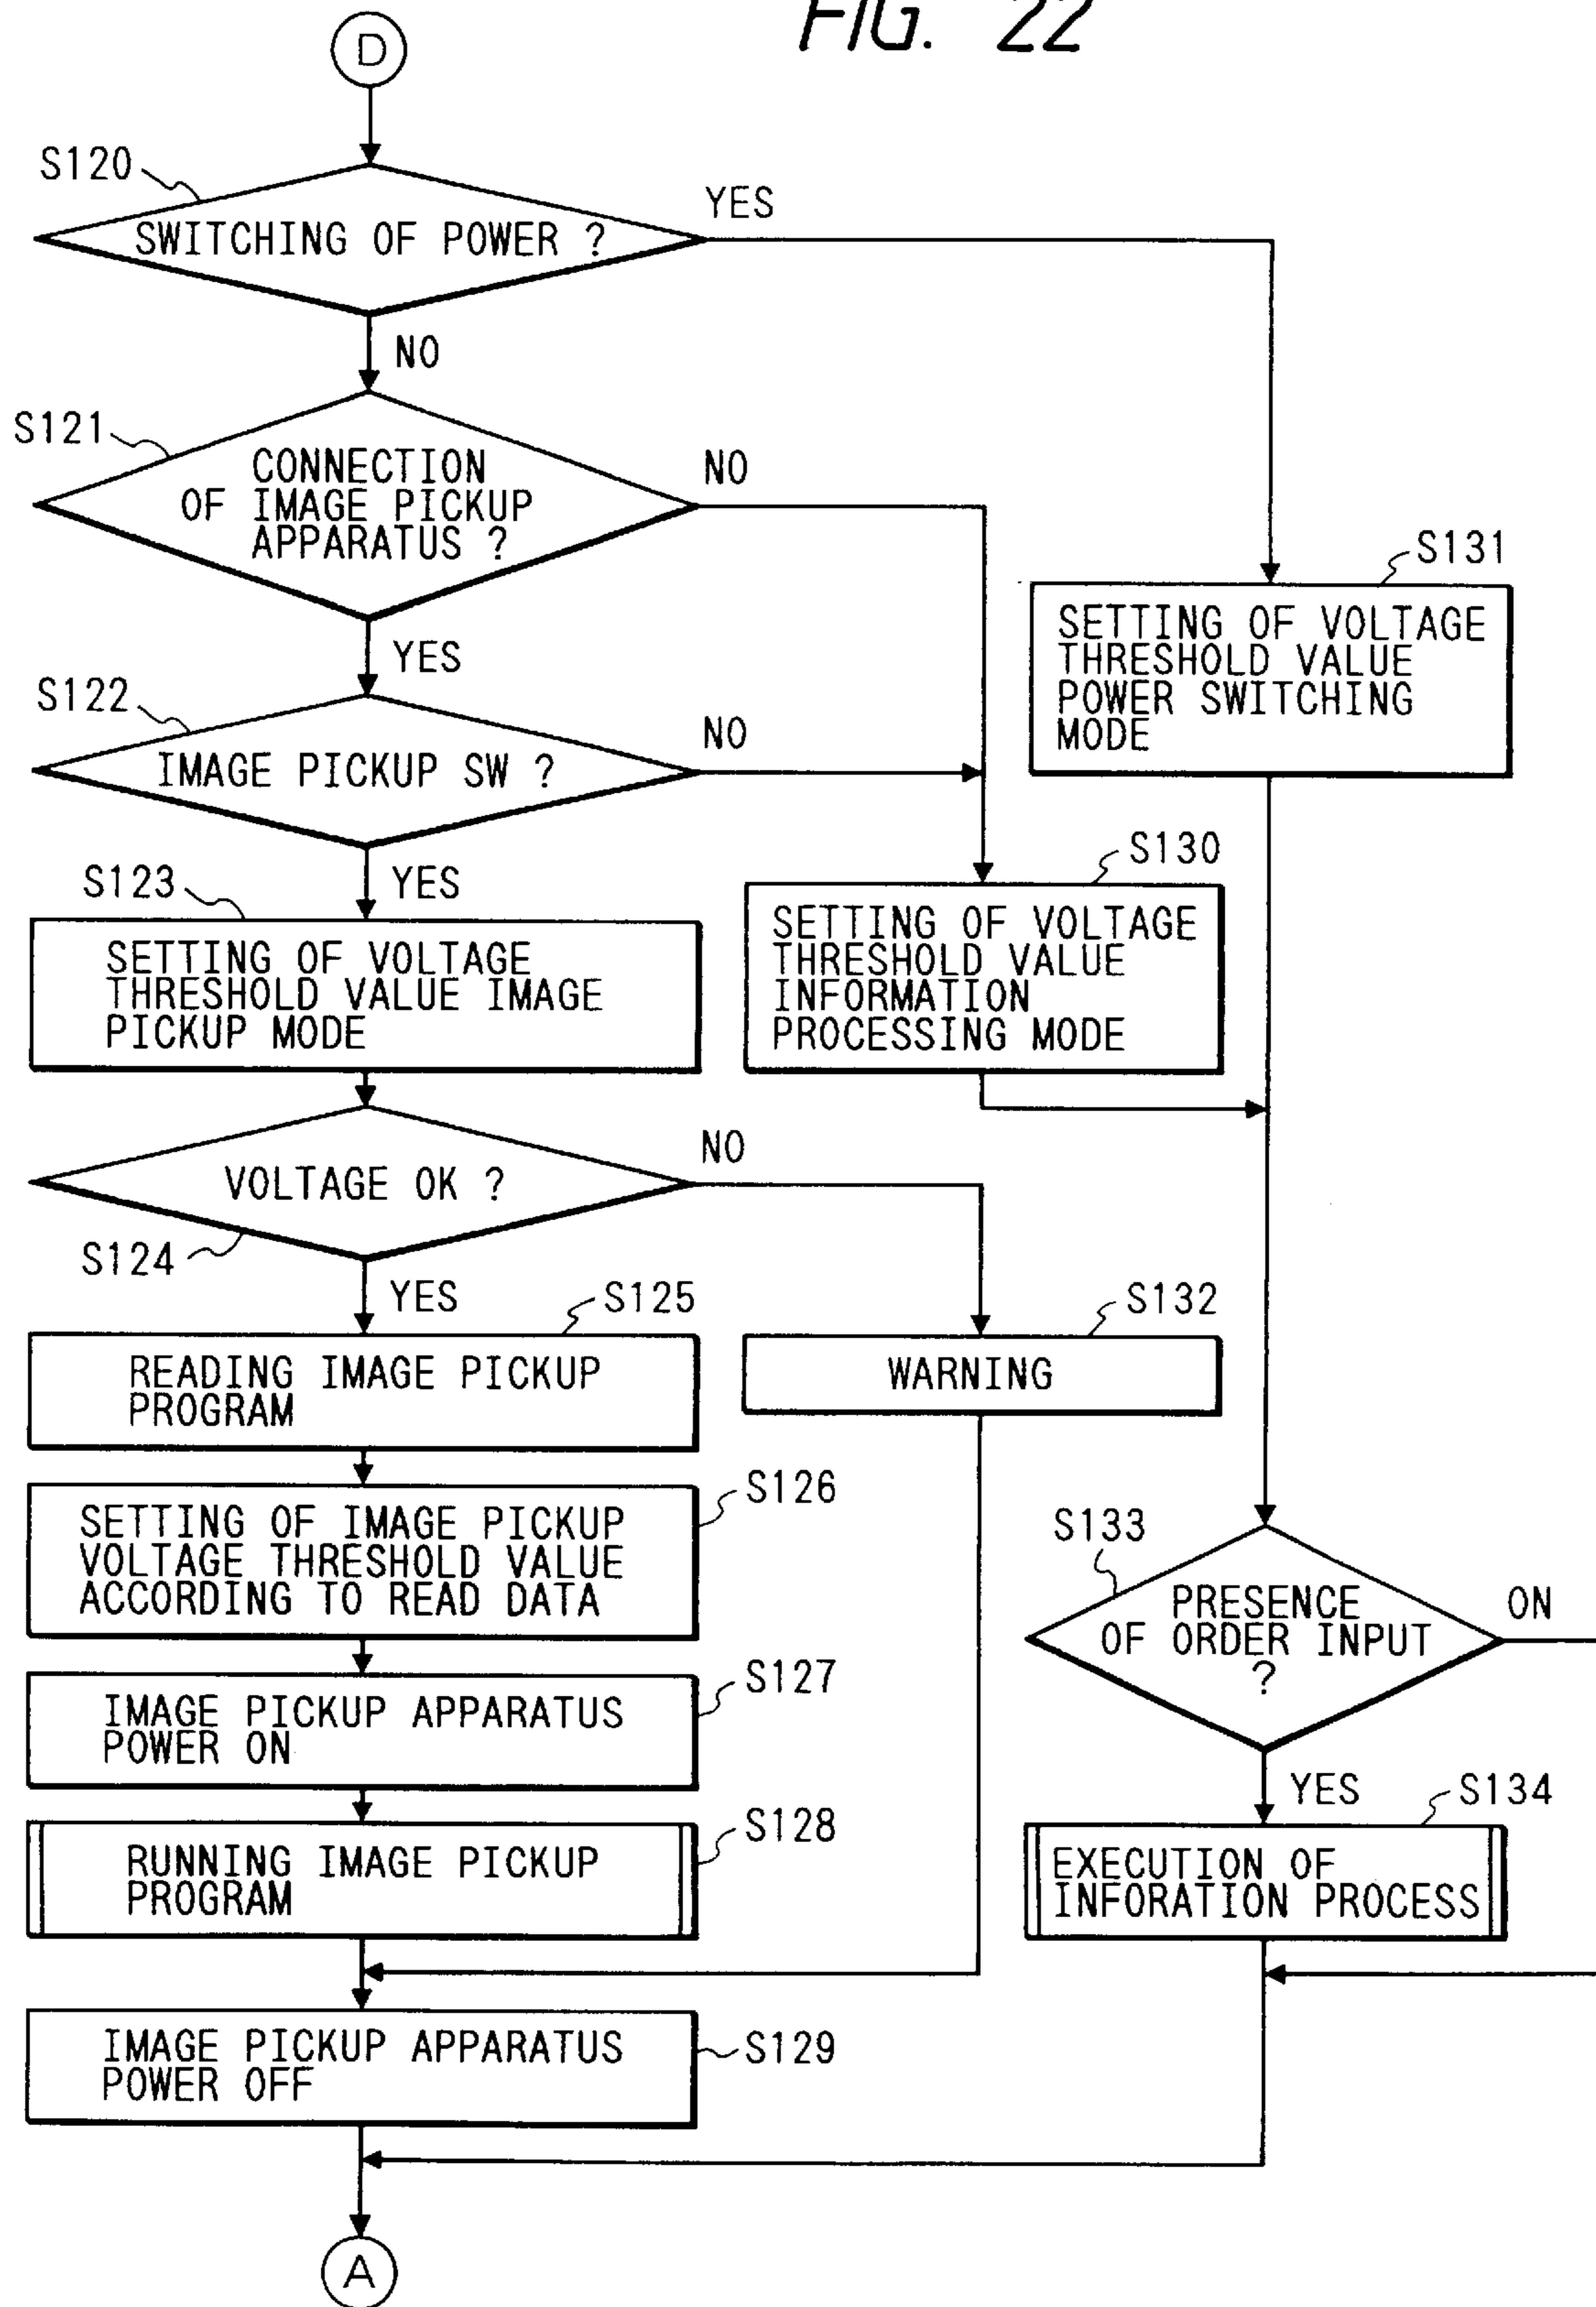 FIG. 22
D
S120
SWITCHING OF POWER ?
YES
NO
S121
CONNECTION
OF IMAGE PICKUP
APPARATUS ?
NO
YES
S122
IMAGE PICKUP SW ?
NO
YES
S123
SETTING OF VOLTAGE
THRESHOLD VALUE IMAGE
PICKUP MODE
S131
SETTING OF VOLTAGE
THRESHOLD VALUE
POWER SWITCHING
MODE
S130
SETTING OF VOLTAGE
THRESHOLD VALUE
INFORMATION
PROCESSING MODE
VOLTAGE OK ?
NO
S124
YES
S125
READING IMAGE PICKUP
PROGRAM
S132
WARNING
S126
SETTING OF IMAGE PICKUP
VOLTAGE THRESHOLD VALUE
ACCORDING TO READ DATA
S127
IMAGE PICKUP APPARATUS
POWER ON
S128
RUNNING IMAGE PICKUP
PROGRAM
S133
PRESENCE
OF ORDER INPUT
?
ON
YES
S134
EXECUTION OF
INFORATION PROCESS
IMAGE PICKUP APPARATUS
POWER OFF
S129
A